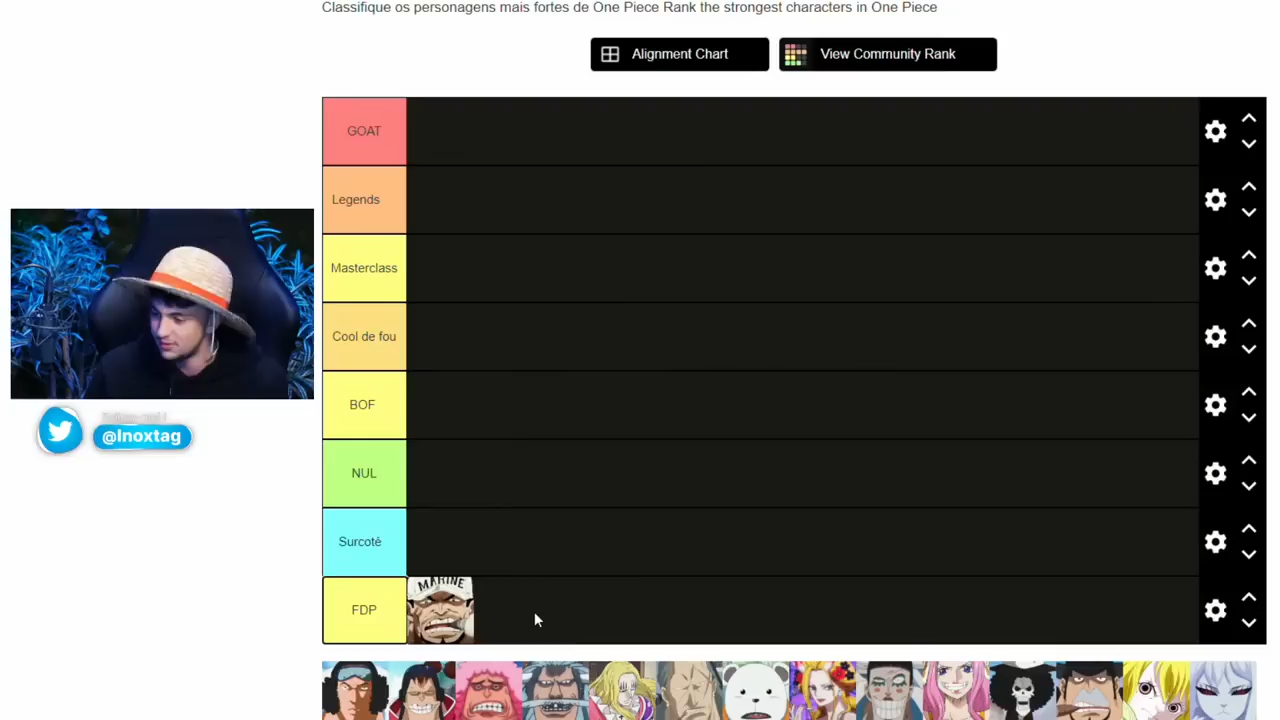 Classifique os personagens mais fortes de One Piece Rank the strongest characters in One Piece
Alignment Chart
View Community Rank
GOAT
Legends
Masterclass
Cool de fou
BOF
NUL
Surcoté
FDP
MARINE
@Inoxtag